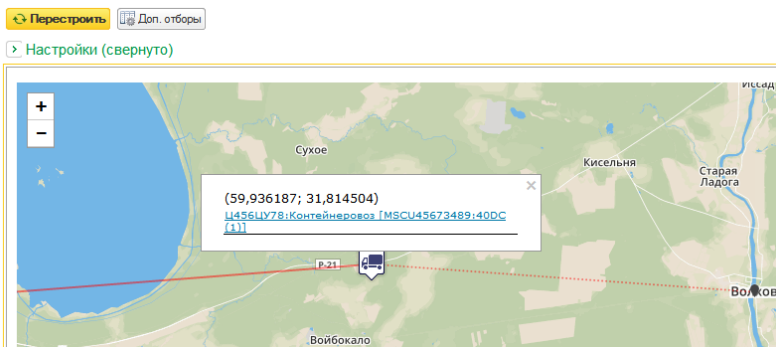 Перестроить
Доп. отборы
Настройки (свернуто)
+
−
Сухое
Кисельня
Старая
Ладога
(59,936187; 31,814504)
Ц456ЦУ78:Контейнеровоз [MSCU45673489:40DC
(1)]
Р-21
Войбокало